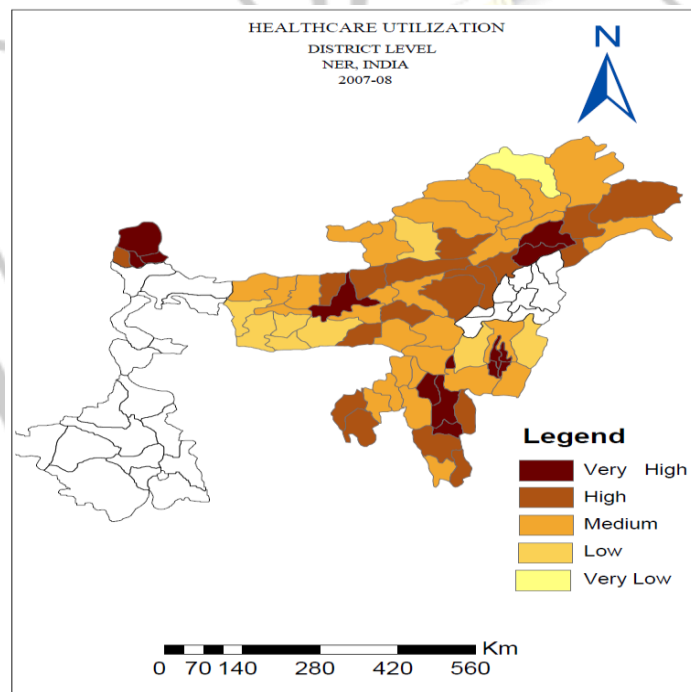 HEALTHCARE UTILIZATION
DISTRICT LEVEL
NER, INDIA
2007-08
N
Legend
Very High
High
Medium
Low
Very Low
Km
0 70 140 280 420 560